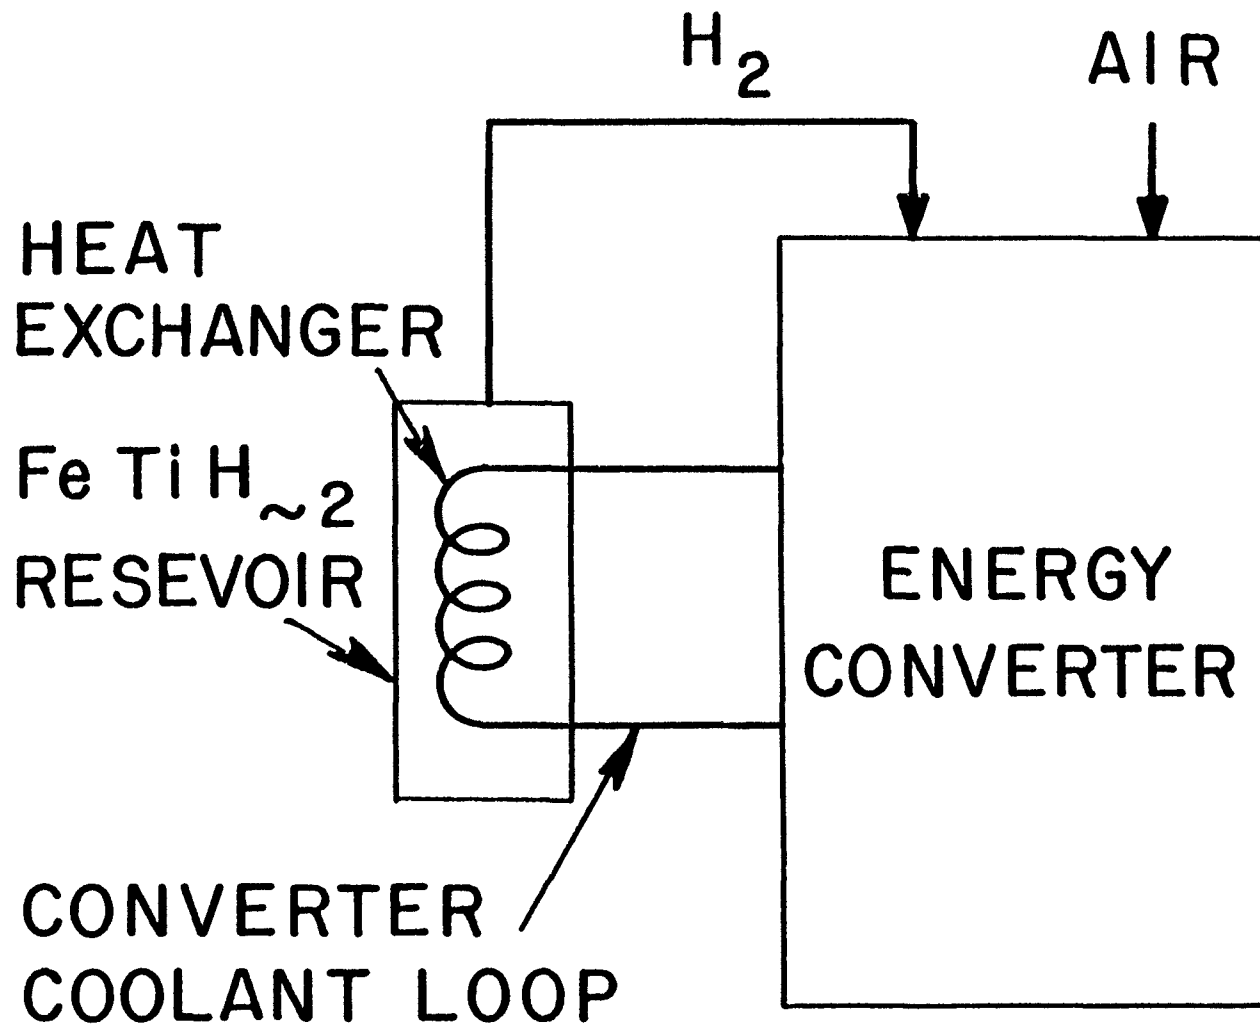 H₂
AIR
HEAT
EXCHANGER
Fe Ti H~2
RESEVOIR
ENERGY
CONVERTER
CONVERTER
COOLANT LOOP